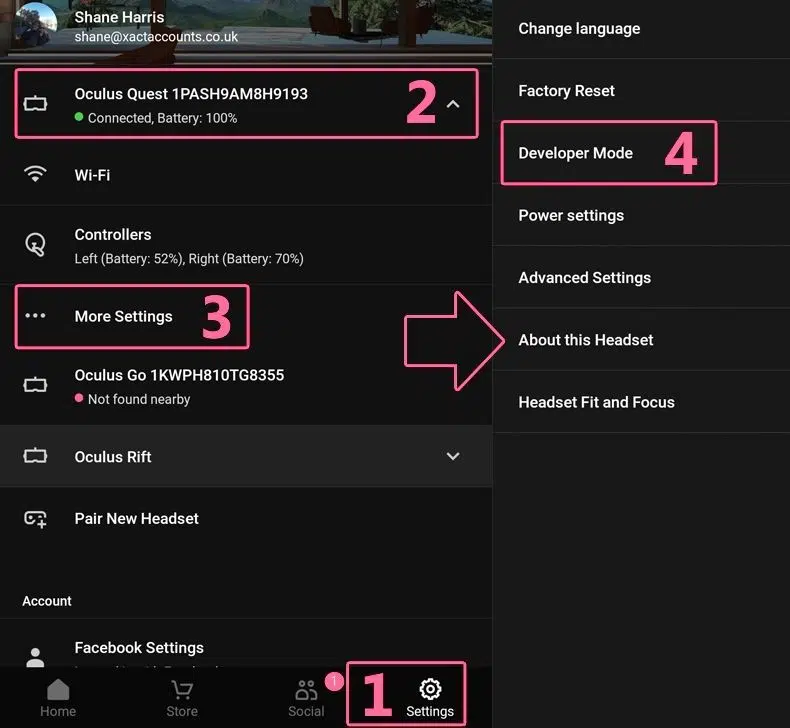 Shane Harris
shane@xactaccounts.co.uk
Oculus Quest 1PASH9AM8H9193
Connected, Battery: 100%
2
Wi-Fi
Controllers
Left (Battery: 52%), Right (Battery: 70%)
More Settings
3
Oculus Go 1KWPH810TG8355
Not found nearby
Oculus Rift
Pair New Headset
Account
Facebook Settings
Home
Store
1
Social
1
Settings
Change language
Factory Reset
Developer Mode
4
Power settings
Advanced Settings
About this Headset
Headset Fit and Focus